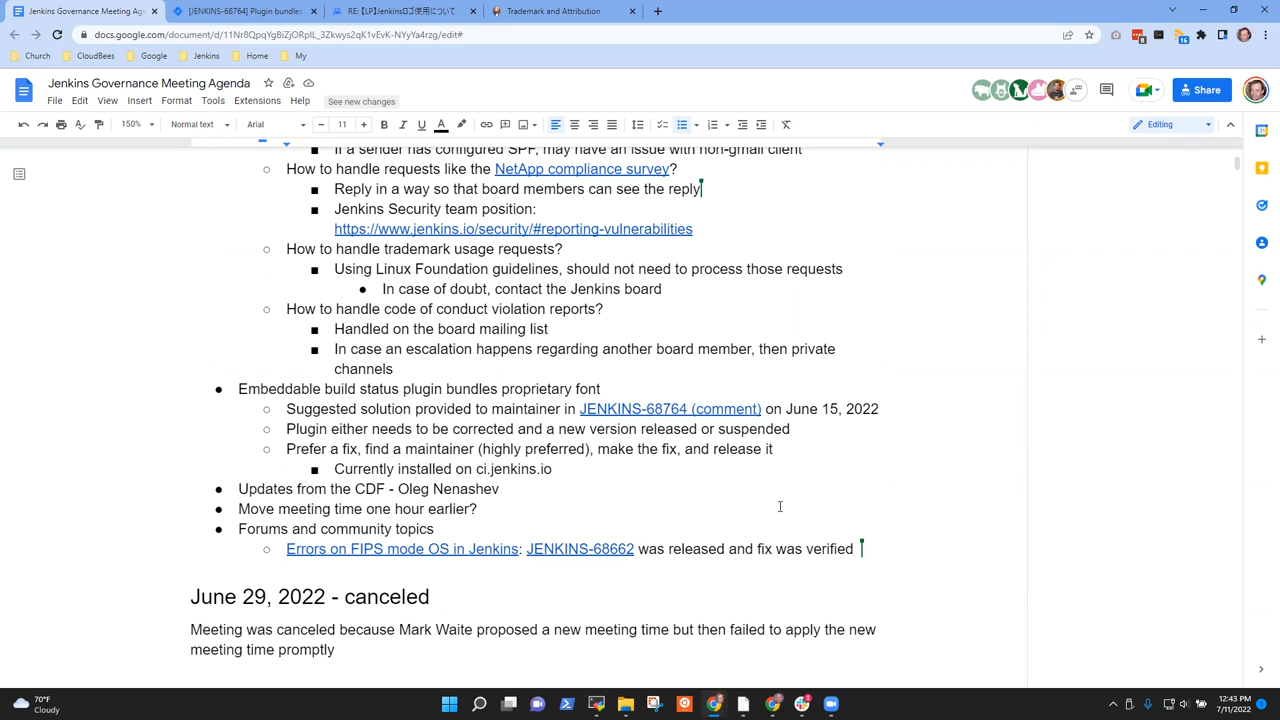 Jenkins Governance Meeting Agenda
[JENKINS-68764] Plugin bundles
RE: 【LP】Jenkinsロゴ使用について
Trademark and Attribution
docs.google.com/document/d/11Nr8QpqYgBiZjORpIL_3Zkwys2qK1vEvK-NYyYa4rzg/edit#
Church
CloudBees
Google
Jenkins
Home
My
Jenkins Governance Meeting Agenda
File Edit View Insert Format Tools Extensions Help See new changes
Share
150% Normal text Arial 11 Editing
If a sender has configured SPF, may have an issue with non-gmail client
How to handle requests like the NetApp compliance survey?
Reply in a way so that board members can see the reply
Jenkins Security team position:
https://www.jenkins.io/security/#reporting-vulnerabilities
How to handle trademark usage requests?
Using Linux Foundation guidelines, should not need to process those requests
In case of doubt, contact the Jenkins board
How to handle code of conduct violation reports?
Handled on the board mailing list
In case an escalation happens regarding another board member, then private
channels
Embeddable build status plugin bundles proprietary font
Suggested solution provided to maintainer in JENKINS-68764 (comment) on June 15, 2022
Plugin either needs to be corrected and a new version released or suspended
Prefer a fix, find a maintainer (highly preferred), make the fix, and release it
Currently installed on ci.jenkins.io
Updates from the CDF - Oleg Nenashev
Move meeting time one hour earlier?
Forums and community topics
Errors on FIPS mode OS in Jenkins: JENKINS-68662 was released and fix was verified
June 29, 2022 - canceled
Meeting was canceled because Mark Waite proposed a new meeting time but then failed to apply the new
meeting time promptly
70°F
Cloudy
12:43 PM
7/11/2022